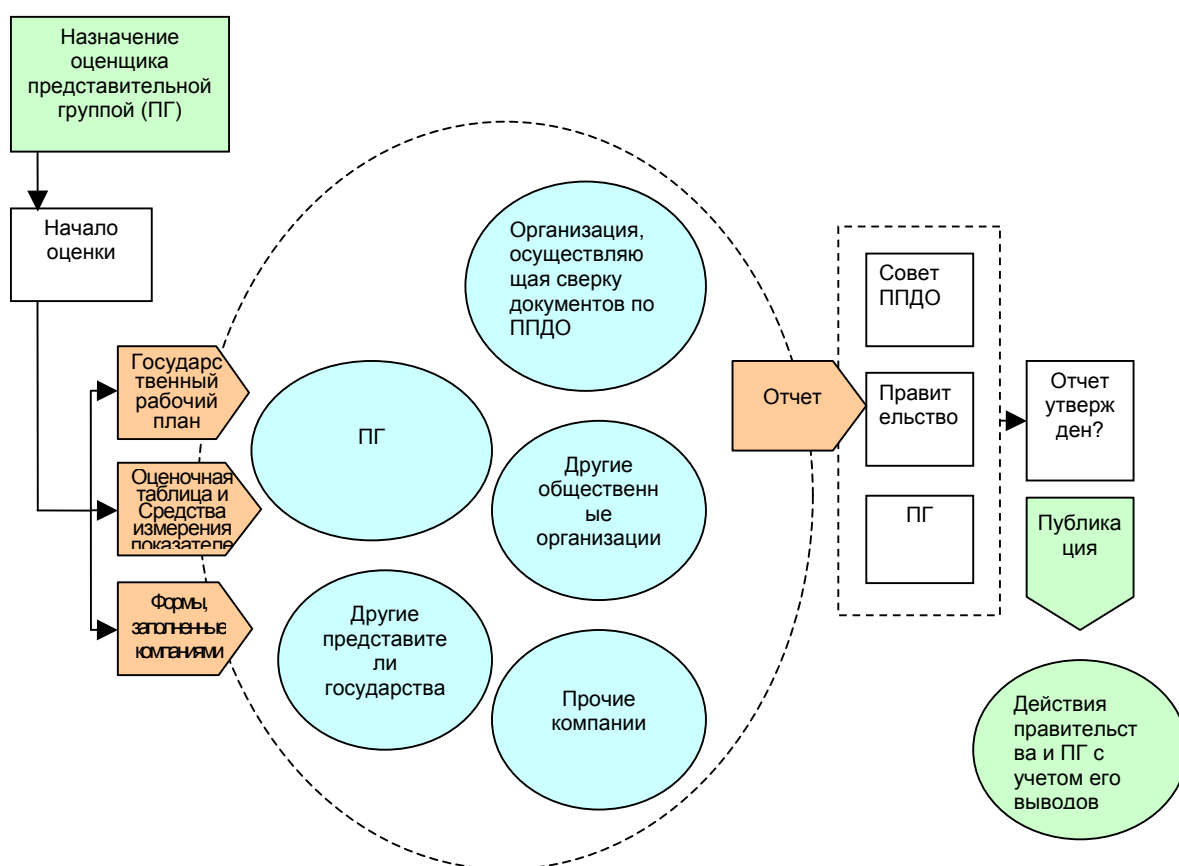 Назначение
оценщика
представительной
группой (ПГ)
Начало
оценки
Государс
твенный
рабочий
план
Оценочная
таблица и
Средства
измерения
показателе
Формы,
заполненные
компаниями
Организация,
осуществляю
щая сверку
документов по
ППДО
ПГ
Другие
общественн
ые
организации
Другие
представите
ли
государства
Прочие
компании
Отчет
Совет
ППДО
Правит
ельство
ПГ
Отчет
утверж
ден?
Публика
ция
Действия
правительст
ва и ПГ с
учетом его
выводов